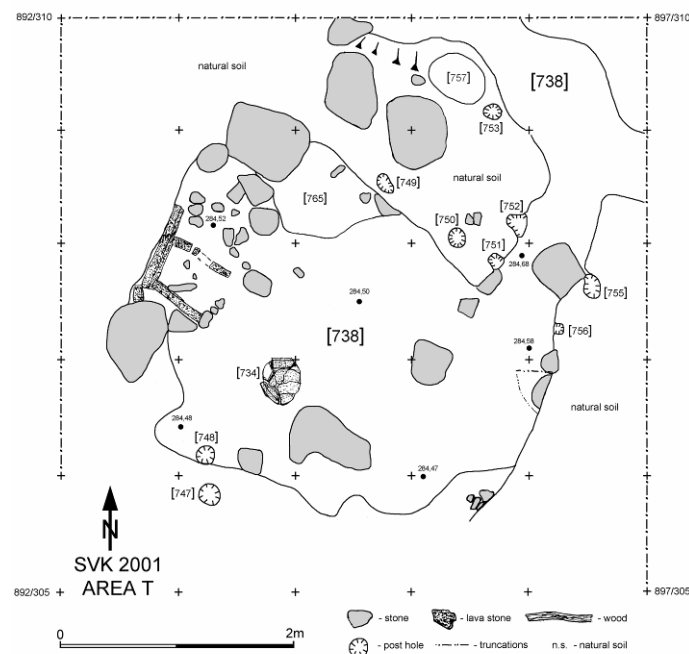 892/310
897/310
natural soil
[757]
[738]
[753]
natural soil
[749]
[765]
[752]
284,52
[750]
[751]
284,68
[755]
284,50
[738]
[756]
284,58
[734]
natural soil
284,48
[748]
284,47
[747]
N
SVK 2001
AREA T
892/305
897/305
- stone - lava stone - wood
0 2m
- post hole - truncations n.s. - natural soil